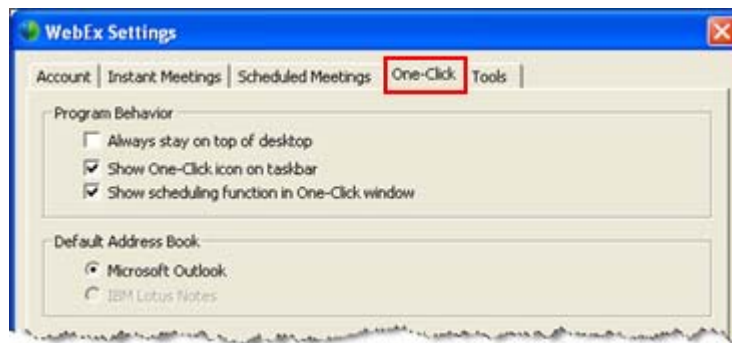 WebEx Settings
Account Instant Meetings Scheduled Meetings One-Click Tools
Program Behavior
Always stay on top of desktop
Show One-Click icon on taskbar
Show scheduling function in One-Click window
Default Address Book
Microsoft Outlook
IBM Lotus Notes